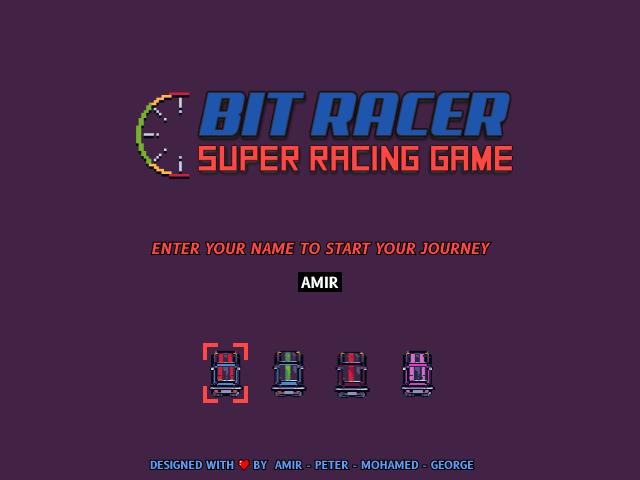 BIT RACER
SUPER RACING GAME
ENTER YOUR NAME TO START YOUR JOURNEY
AMIR
DESIGNED WITH ❤ BY AMIR - PETER - MOHAMED - GEORGE